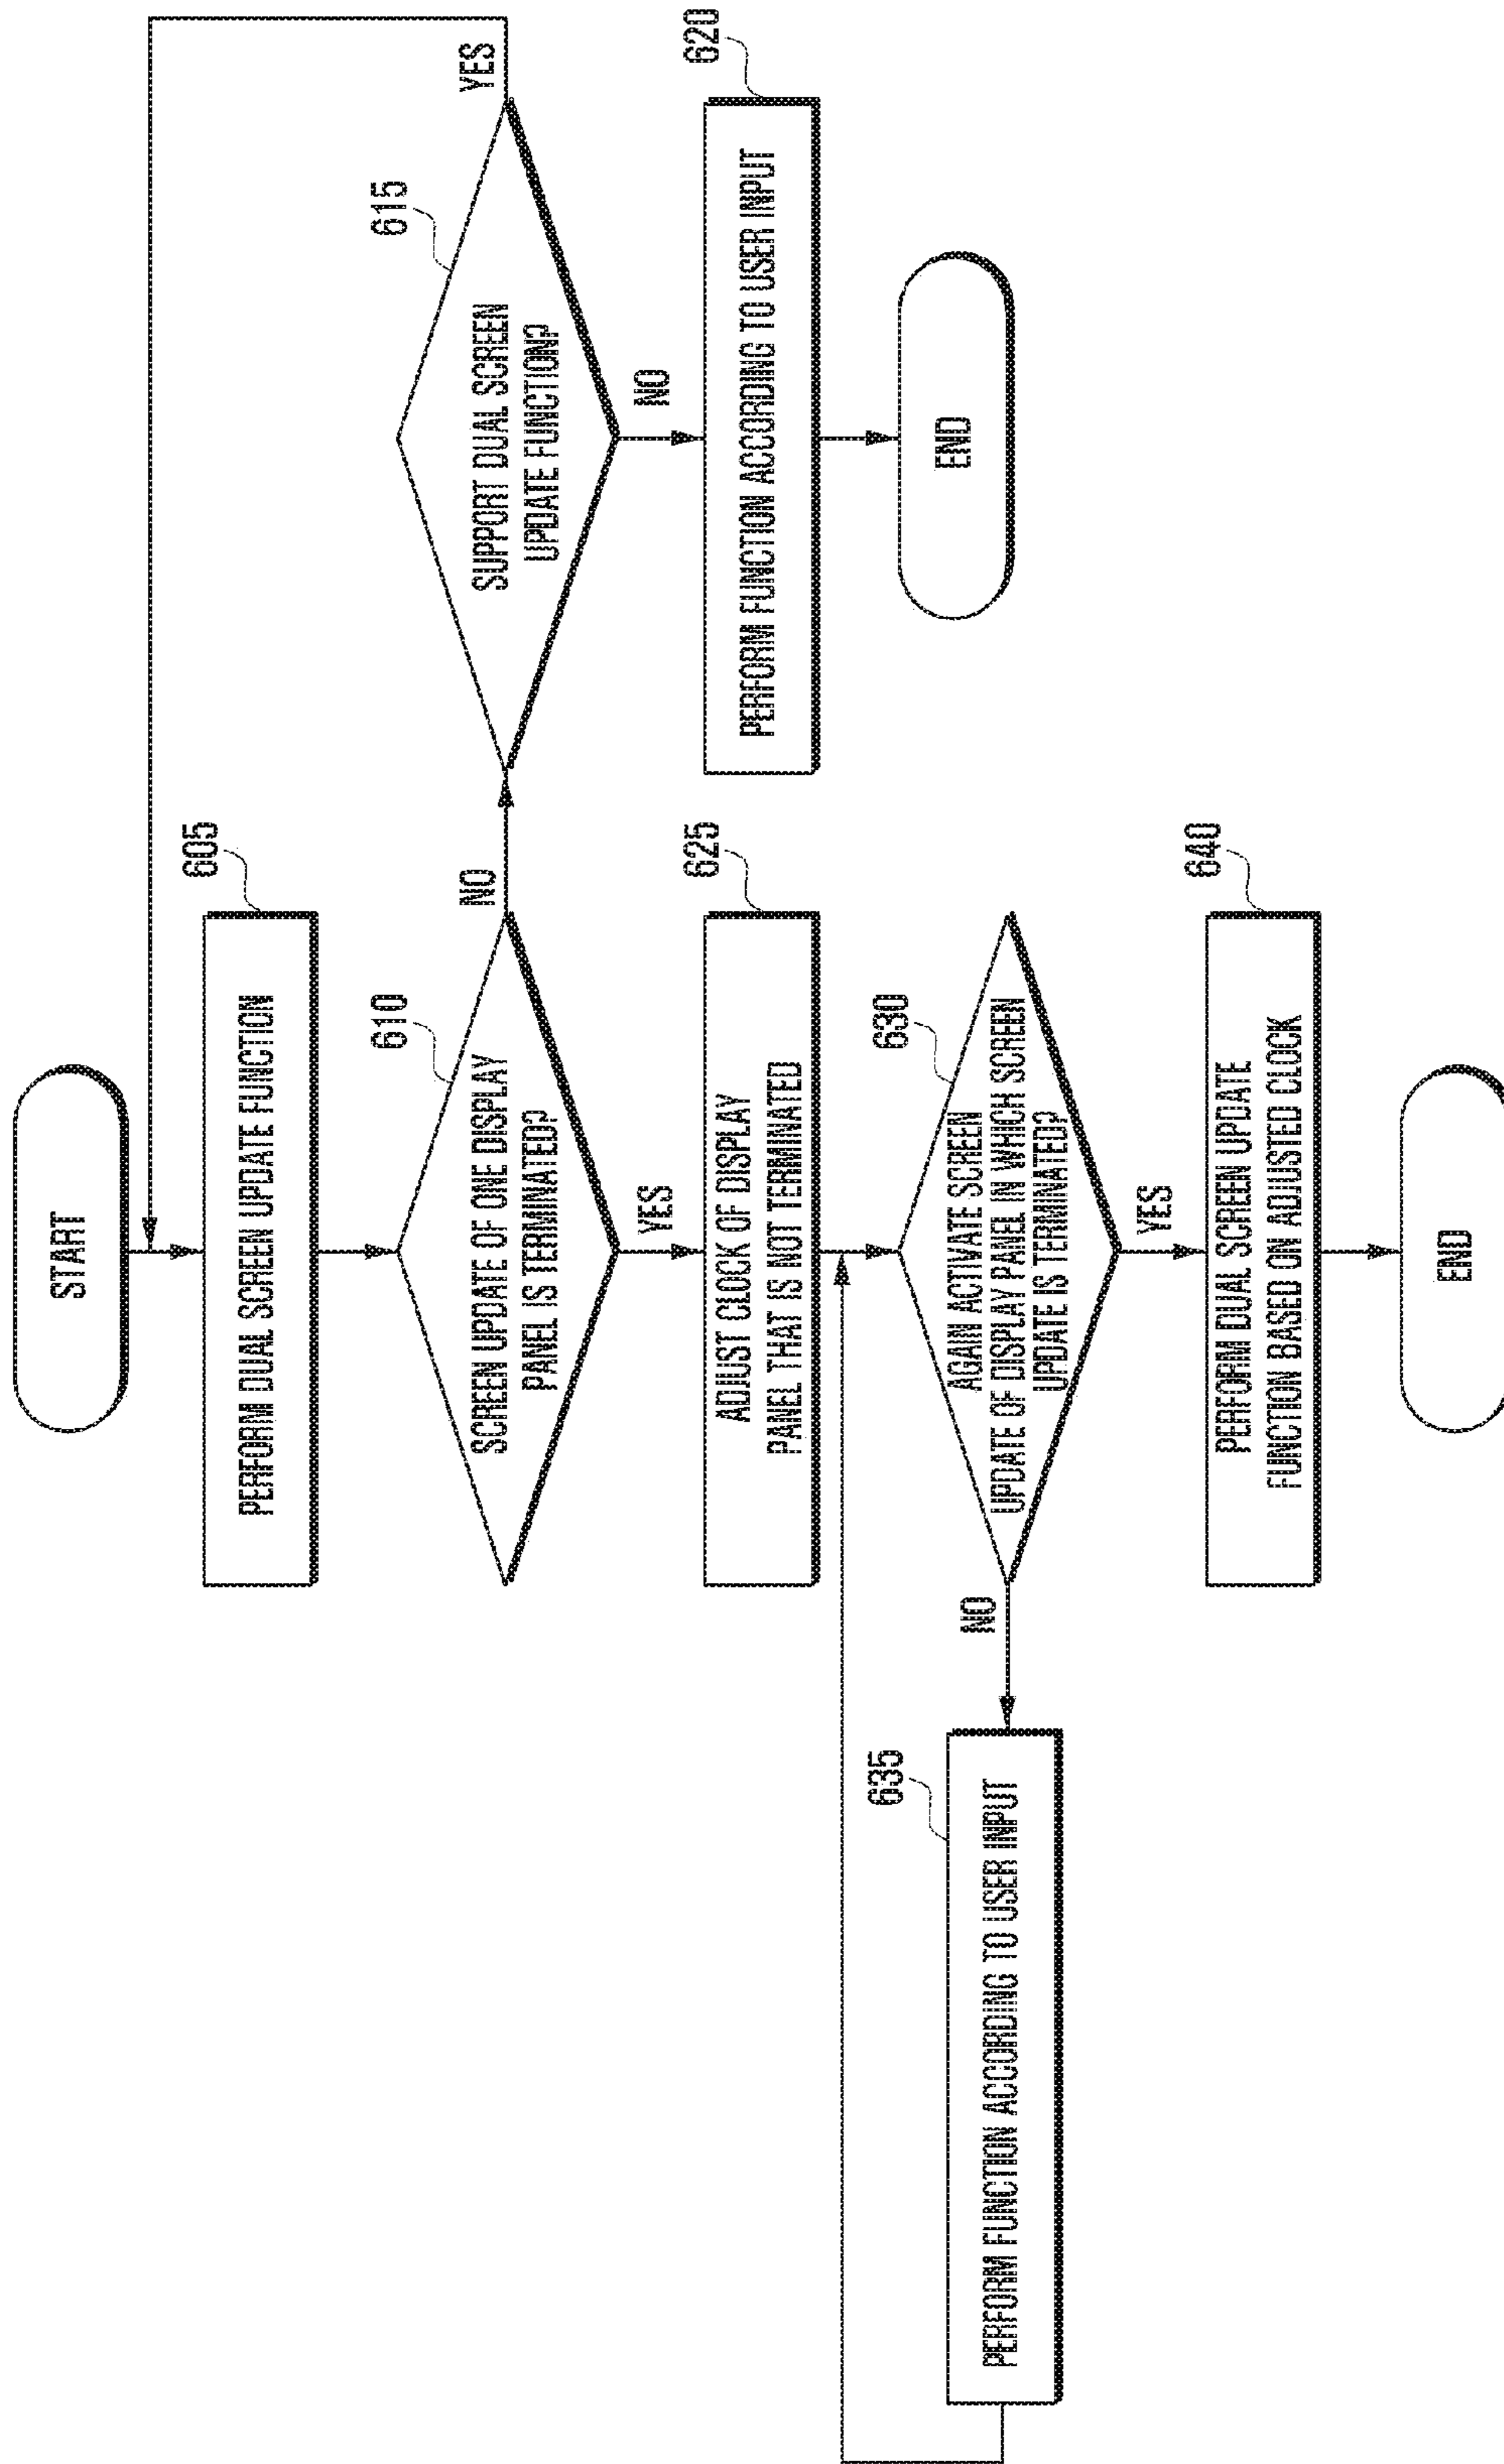 START
605
PERFORM DUAL SCREEN UPDATE FUNCTION
610
SCREEN UPDATE OF ONE DISPLAY
PANEL IS TERMINATED?
NO
YES
615
SUPPORT DUAL SCREEN
UPDATE FUNCTION?
YES
NO
620
PERFORM FUNCTION ACCORDING TO USER INPUT
END
625
ADJUST CLOCK OF DISPLAY
PANEL THAT IS NOT TERMINATED
630
AGAIN ACTIVATE SCREEN
UPDATE OF DISPLAY PANEL IN WHICH SCREEN
UPDATE IS TERMINATED?
NO
YES
635
PERFORM FUNCTION ACCORDING TO USER INPUT
640
PERFORM DUAL SCREEN UPDATE
FUNCTION BASED ON ADJUSTED CLOCK
END